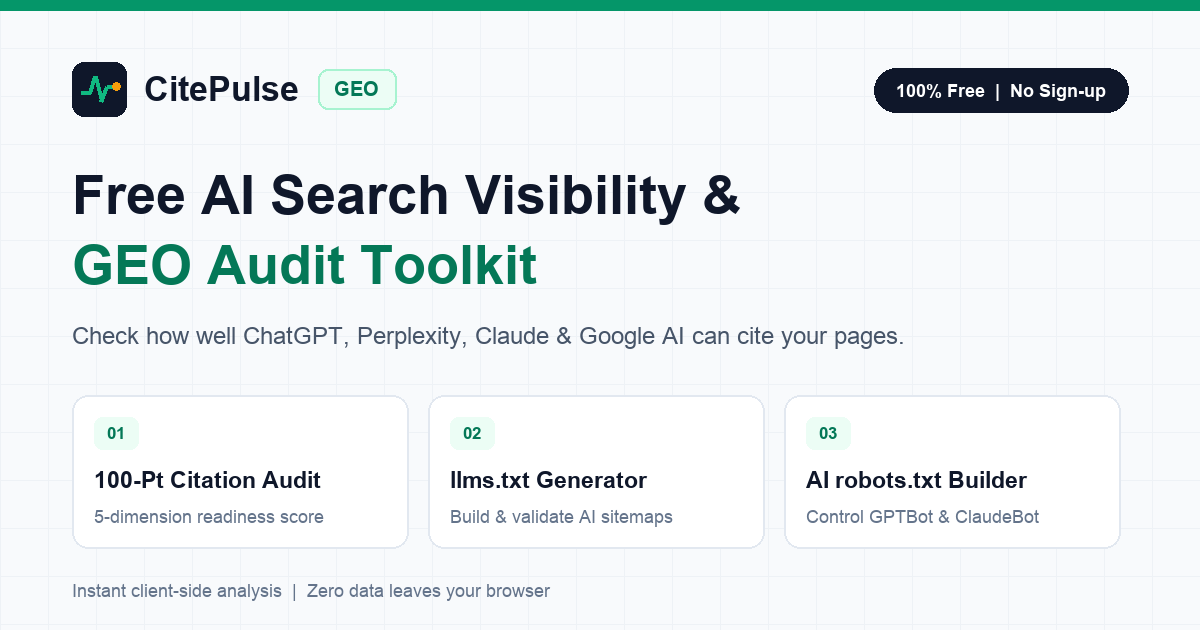 CitePulse
GEO
100% Free | No Sign-up
Free AI Search Visibility &
GEO Audit Toolkit
Check how well ChatGPT, Perplexity, Claude & Google AI can cite your pages.
01
100-Pt Citation Audit
5-dimension readiness score
02
llms.txt Generator
Build & validate AI sitemaps
03
AI robots.txt Builder
Control GPTBot & ClaudeBot
Instant client-side analysis | Zero data leaves your browser